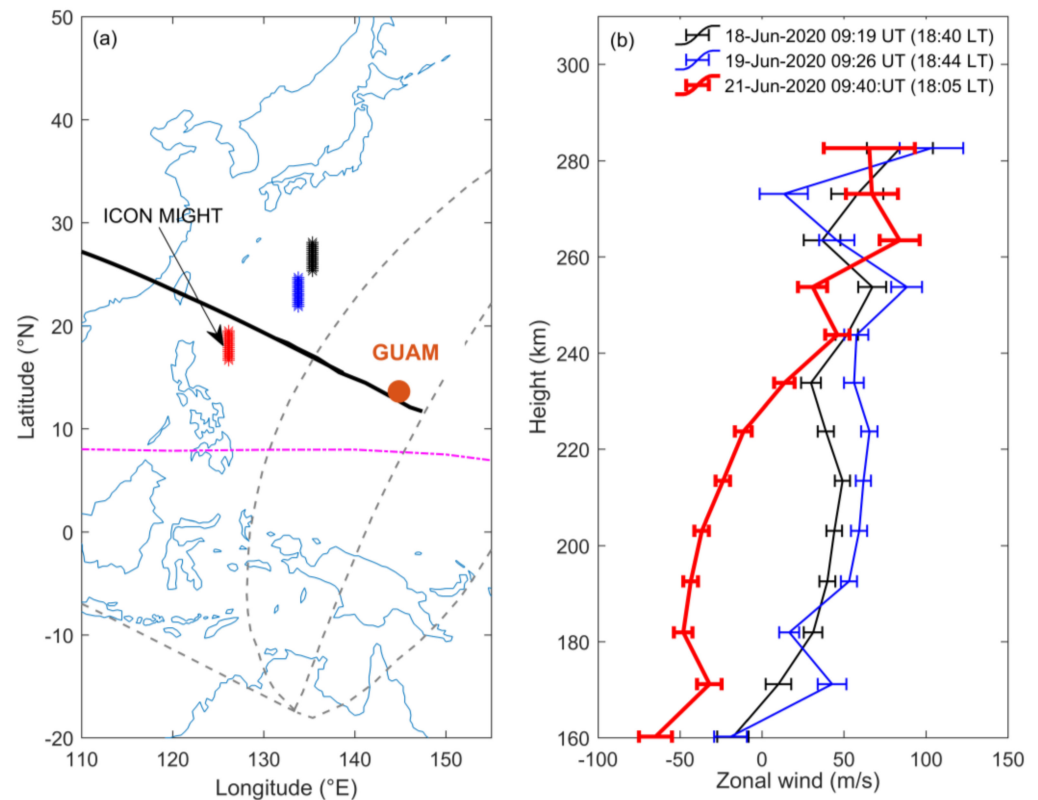 (a)
50
40
30
20
10
0
-10
-20
110
120
130
140
150
Latitude (°N)
Longitude (°E)
ICON MIGHT
GUAM
(b)
18-Jun-2020 09:19 UT (18:40 LT)
19-Jun-2020 09:26 UT (18:44 LT)
21-Jun-2020 09:40:UT (18:05 LT)
300
280
260
240
220
200
180
160
-100
-50
0
50
100
150
Height (km)
Zonal wind (m/s)